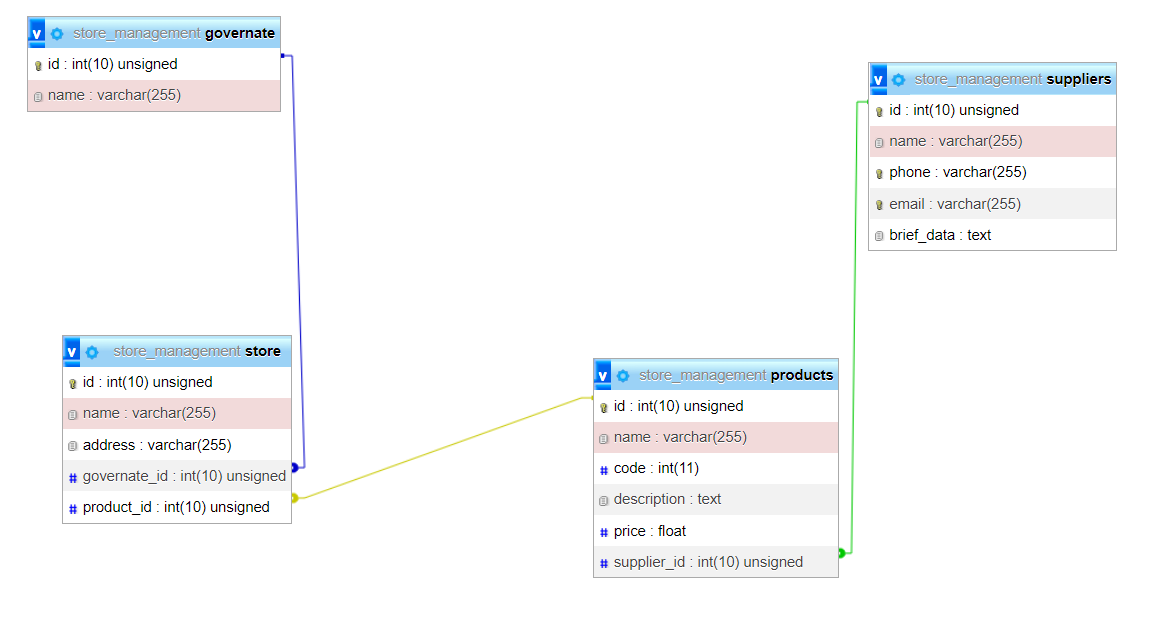 v store_management governate
id : int(10) unsigned
name : varchar(255)
v store_management suppliers
id : int(10) unsigned
name : varchar(255)
phone : varchar(255)
email : varchar(255)
brief_data : text
v store_management store
id : int(10) unsigned
name : varchar(255)
address : varchar(255)
# governate_id : int(10) unsigned
# product_id : int(10) unsigned
v store_management products
id : int(10) unsigned
name : varchar(255)
# code : int(11)
description : text
# price : float
# supplier_id : int(10) unsigned